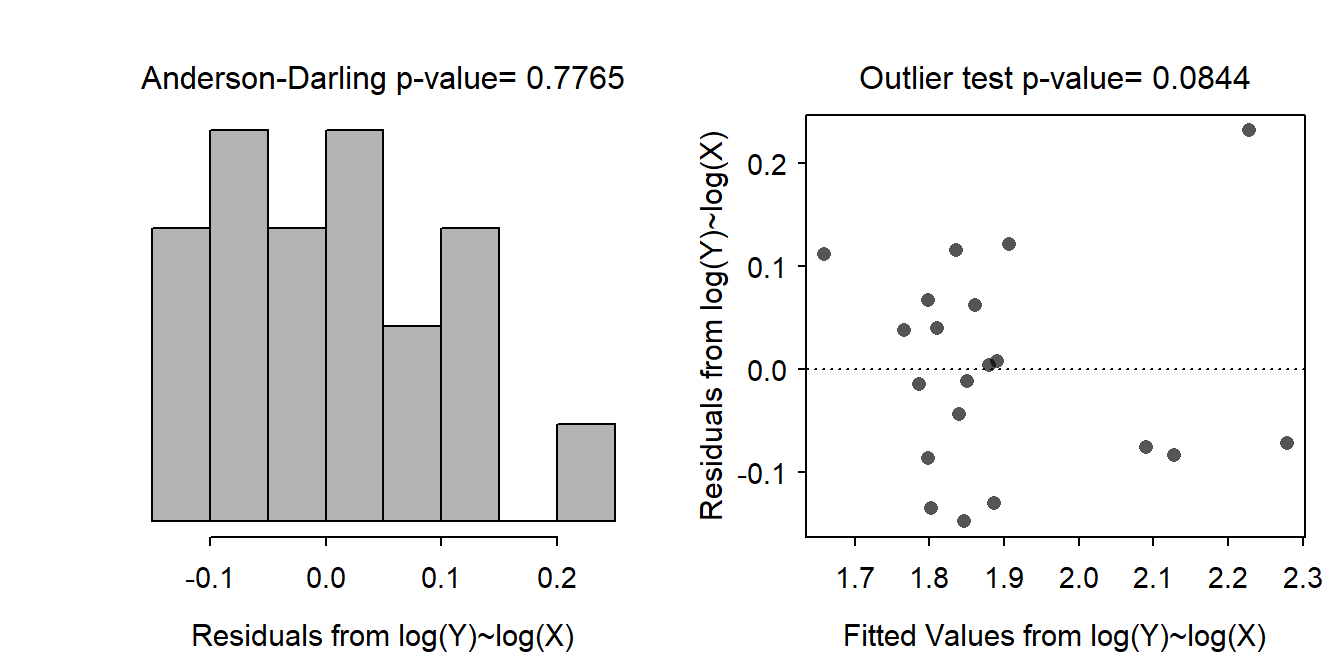 Anderson-Darling p-value= 0.7765
-0.1 0.0 0.1 0.2
Residuals from log(Y)~log(X)
Outlier test p-value= 0.0844
Residuals from log(Y)~log(X)
0.2
0.1
0.0
-0.1
1.7 1.8 1.9 2.0 2.1 2.2 2.3
Fitted Values from log(Y)~log(X)